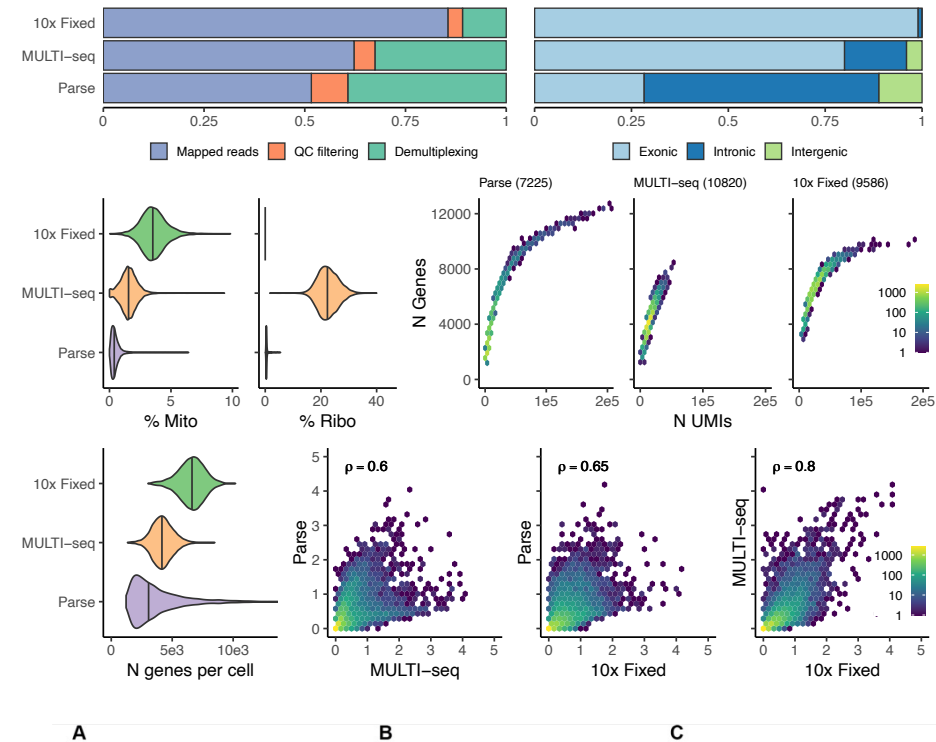 10x Fixed
MULTI−seq
Parse
0 0.25 0.5 0.75 1
0 0.25 0.5 0.75 1
Mapped reads QC filtering Demultiplexing
Exonic Intronic Intergenic
10x Fixed
MULTI−seq
Parse
0 5 10
% Mito
0 20 40
% Ribo
N Genes
12000
8000
4000
0
Parse (7225)
MULTI−seq (10820)
10x Fixed (9586)
0 1e5 2e5
0 1e5 2e5
0 1e5 2e5
N UMIs
1000
100
10
1
10x Fixed
MULTI−seq
Parse
0 5e3 10e3
N genes per cell
5
4
3
2
1
0
Parse
ρ = 0.6
0 1 2 3 4 5
MULTI−seq
Parse
ρ = 0.65
0 1 2 3 4 5
10x Fixed
MULTI−seq
ρ = 0.8
0 1 2 3 4 5
10x Fixed
1000
100
10
1
A B C